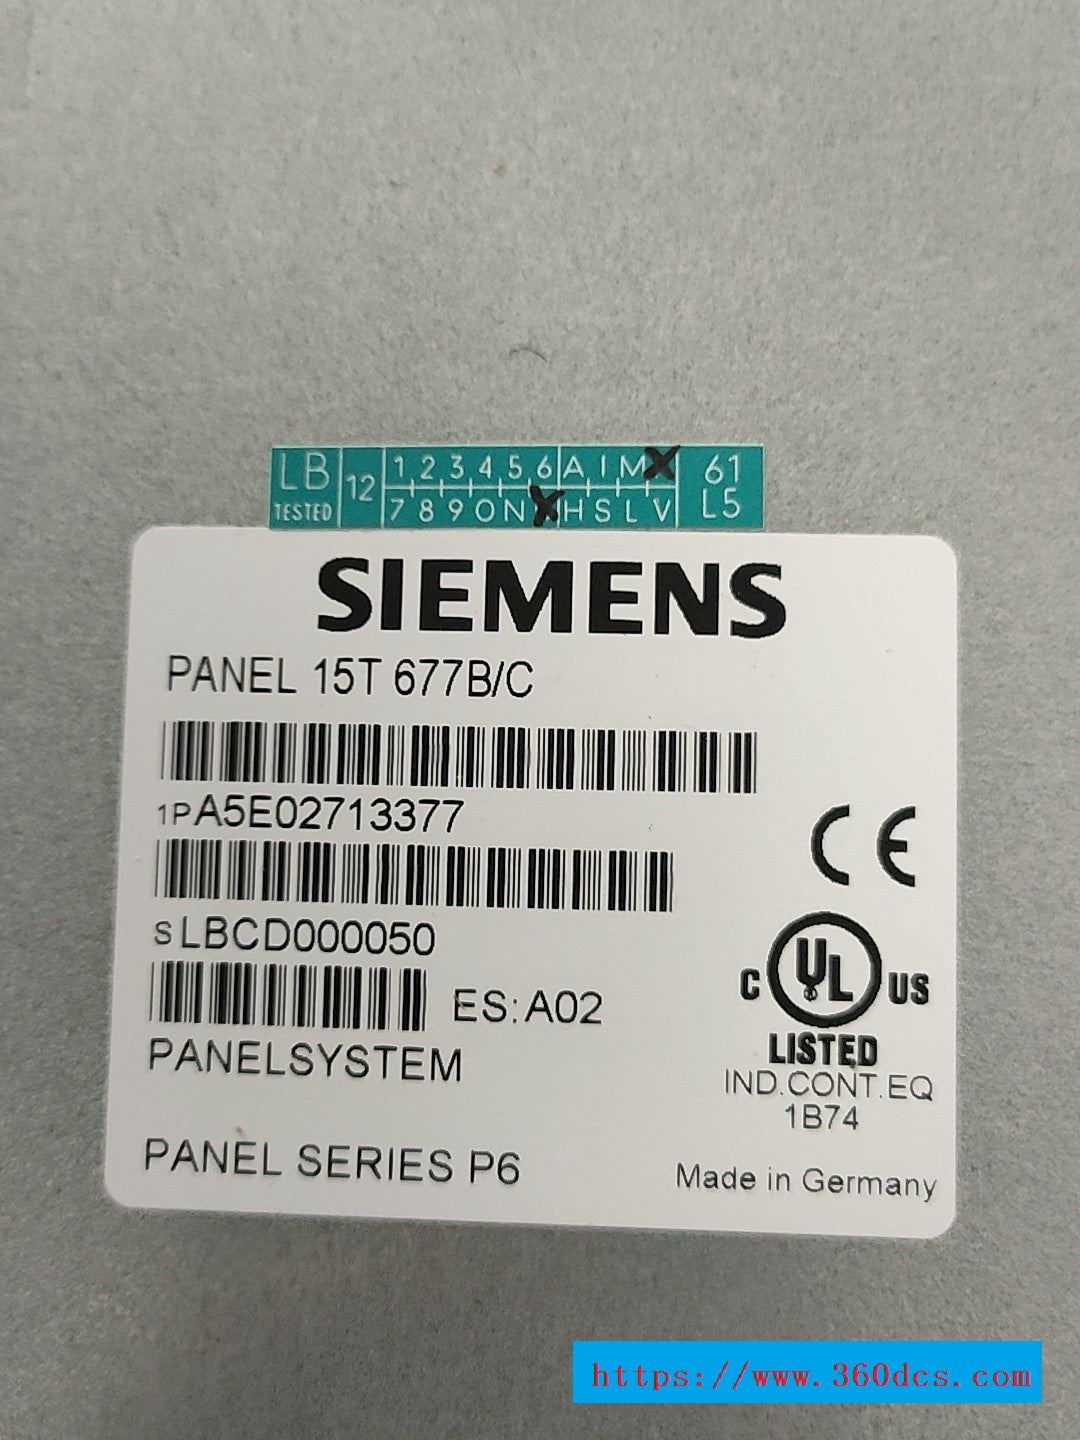 LB 12 1 2 3 4 5 6 A I M 61
TESTED 7 8 9 O N H S L V L5
SIEMENS
PANEL 15T 677B/C
1P A5E02713377
CE
S LBCD000050
C UL US
LISTED
ES: A02
PANELSYSTEM
IND.CONT.EQ
1B74
PANEL SERIES P6
Made in Germany
https://www.360dcs.com